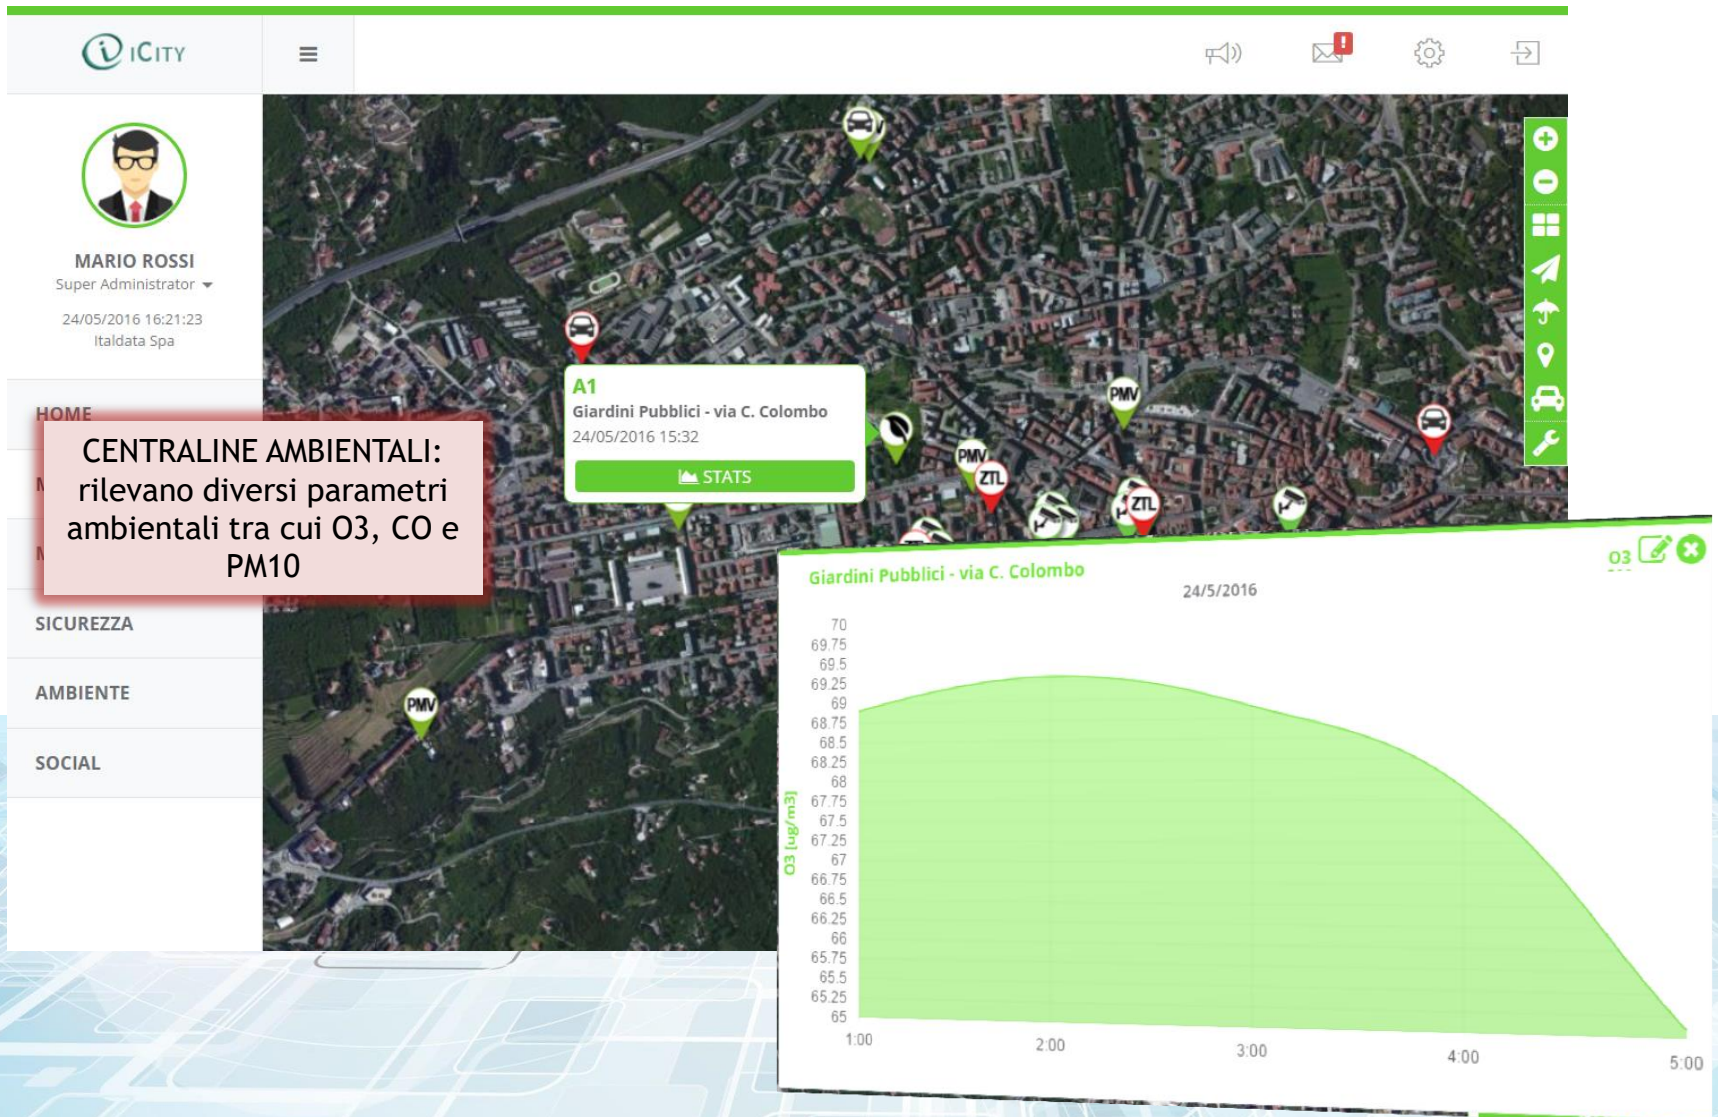 iCity
MARIO ROSSI
Super Administrator
24/05/2016 16:21:23
Italdata Spa
HOME
CENTRALINE AMBIENTALI:
rilevano diversi parametri
ambientali tra cui O3, CO e
PM10
SICUREZZA
AMBIENTE
SOCIAL
A1
Giardini Pubblici - via C. Colombo
24/05/2016 15:32
STATS
PMV
PMV
ZTL
ZTL
PMV
Giardini Pubblici - via C. Colombo
24/5/2016
O3
O3 [ug/m3]
70
69.75
69.5
69.25
69
68.75
68.5
68.25
68
67.75
67.5
67.25
67
66.75
66.5
66.25
66
65.75
65.5
65.25
65
1:00
2:00
3:00
4:00
5:00